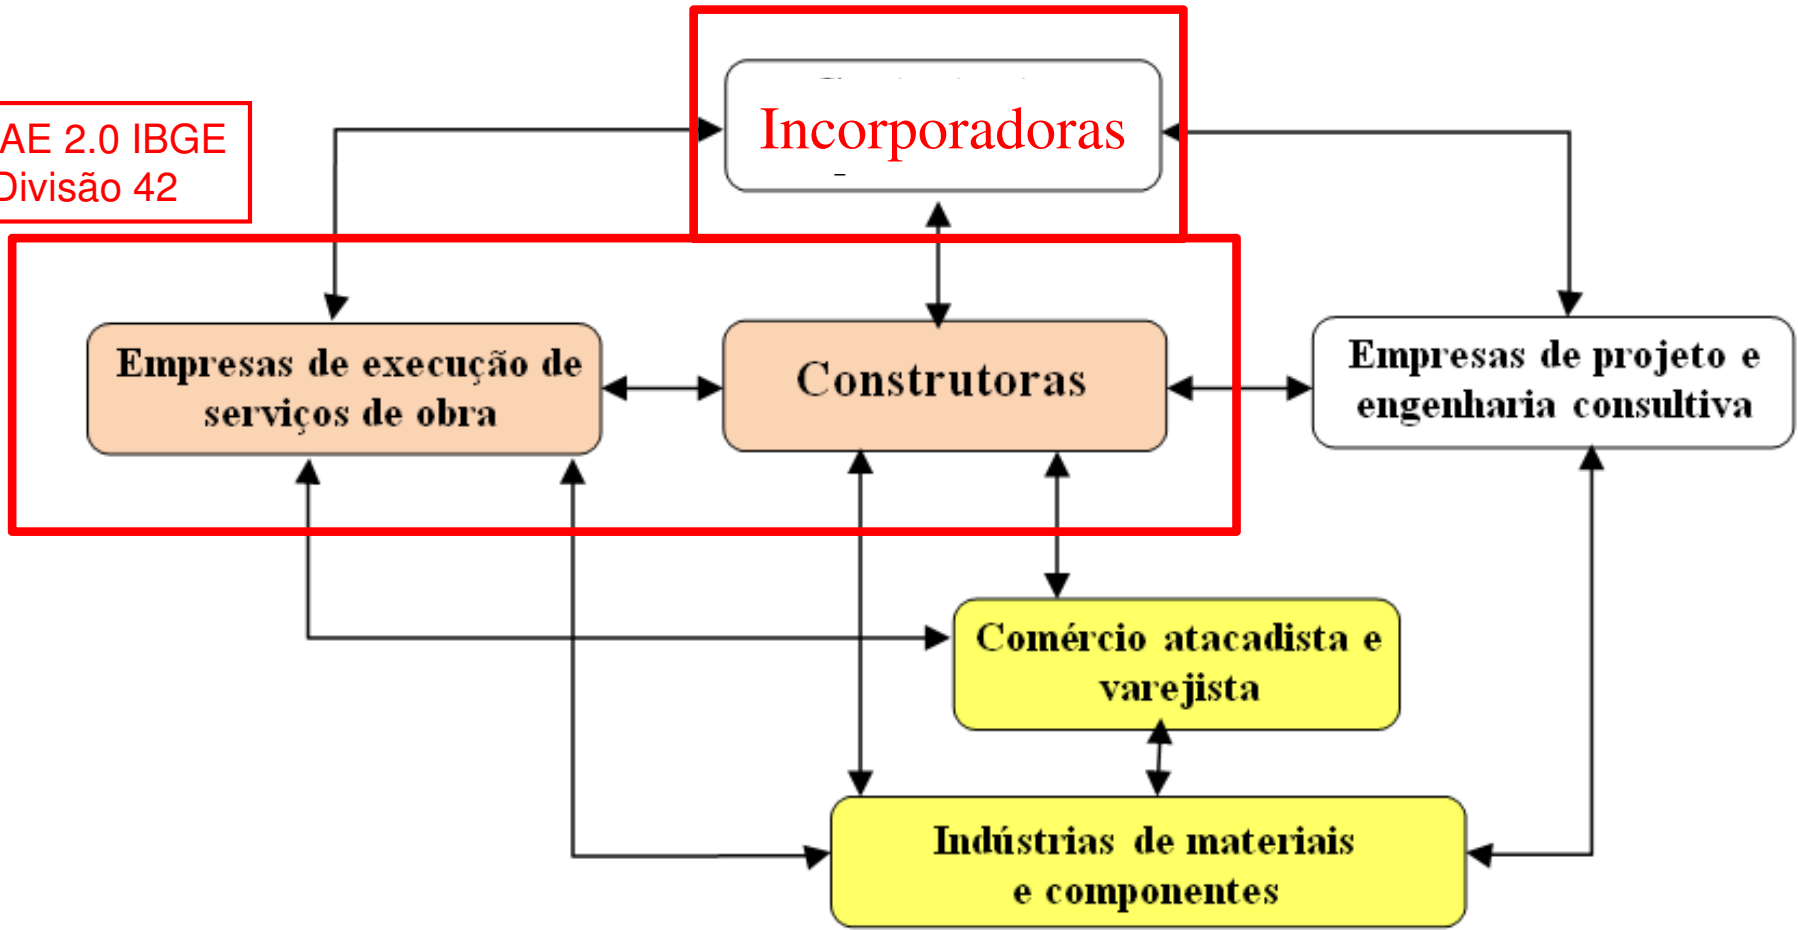 Incorporadoras
AE 2.0 IBGE
Divisão 42
Empresas de execução de
serviços de obra
Construtoras
Empresas de projeto e
engenharia consultiva
Comércio atacadista e
varejista
Indústrias de materiais
e componentes